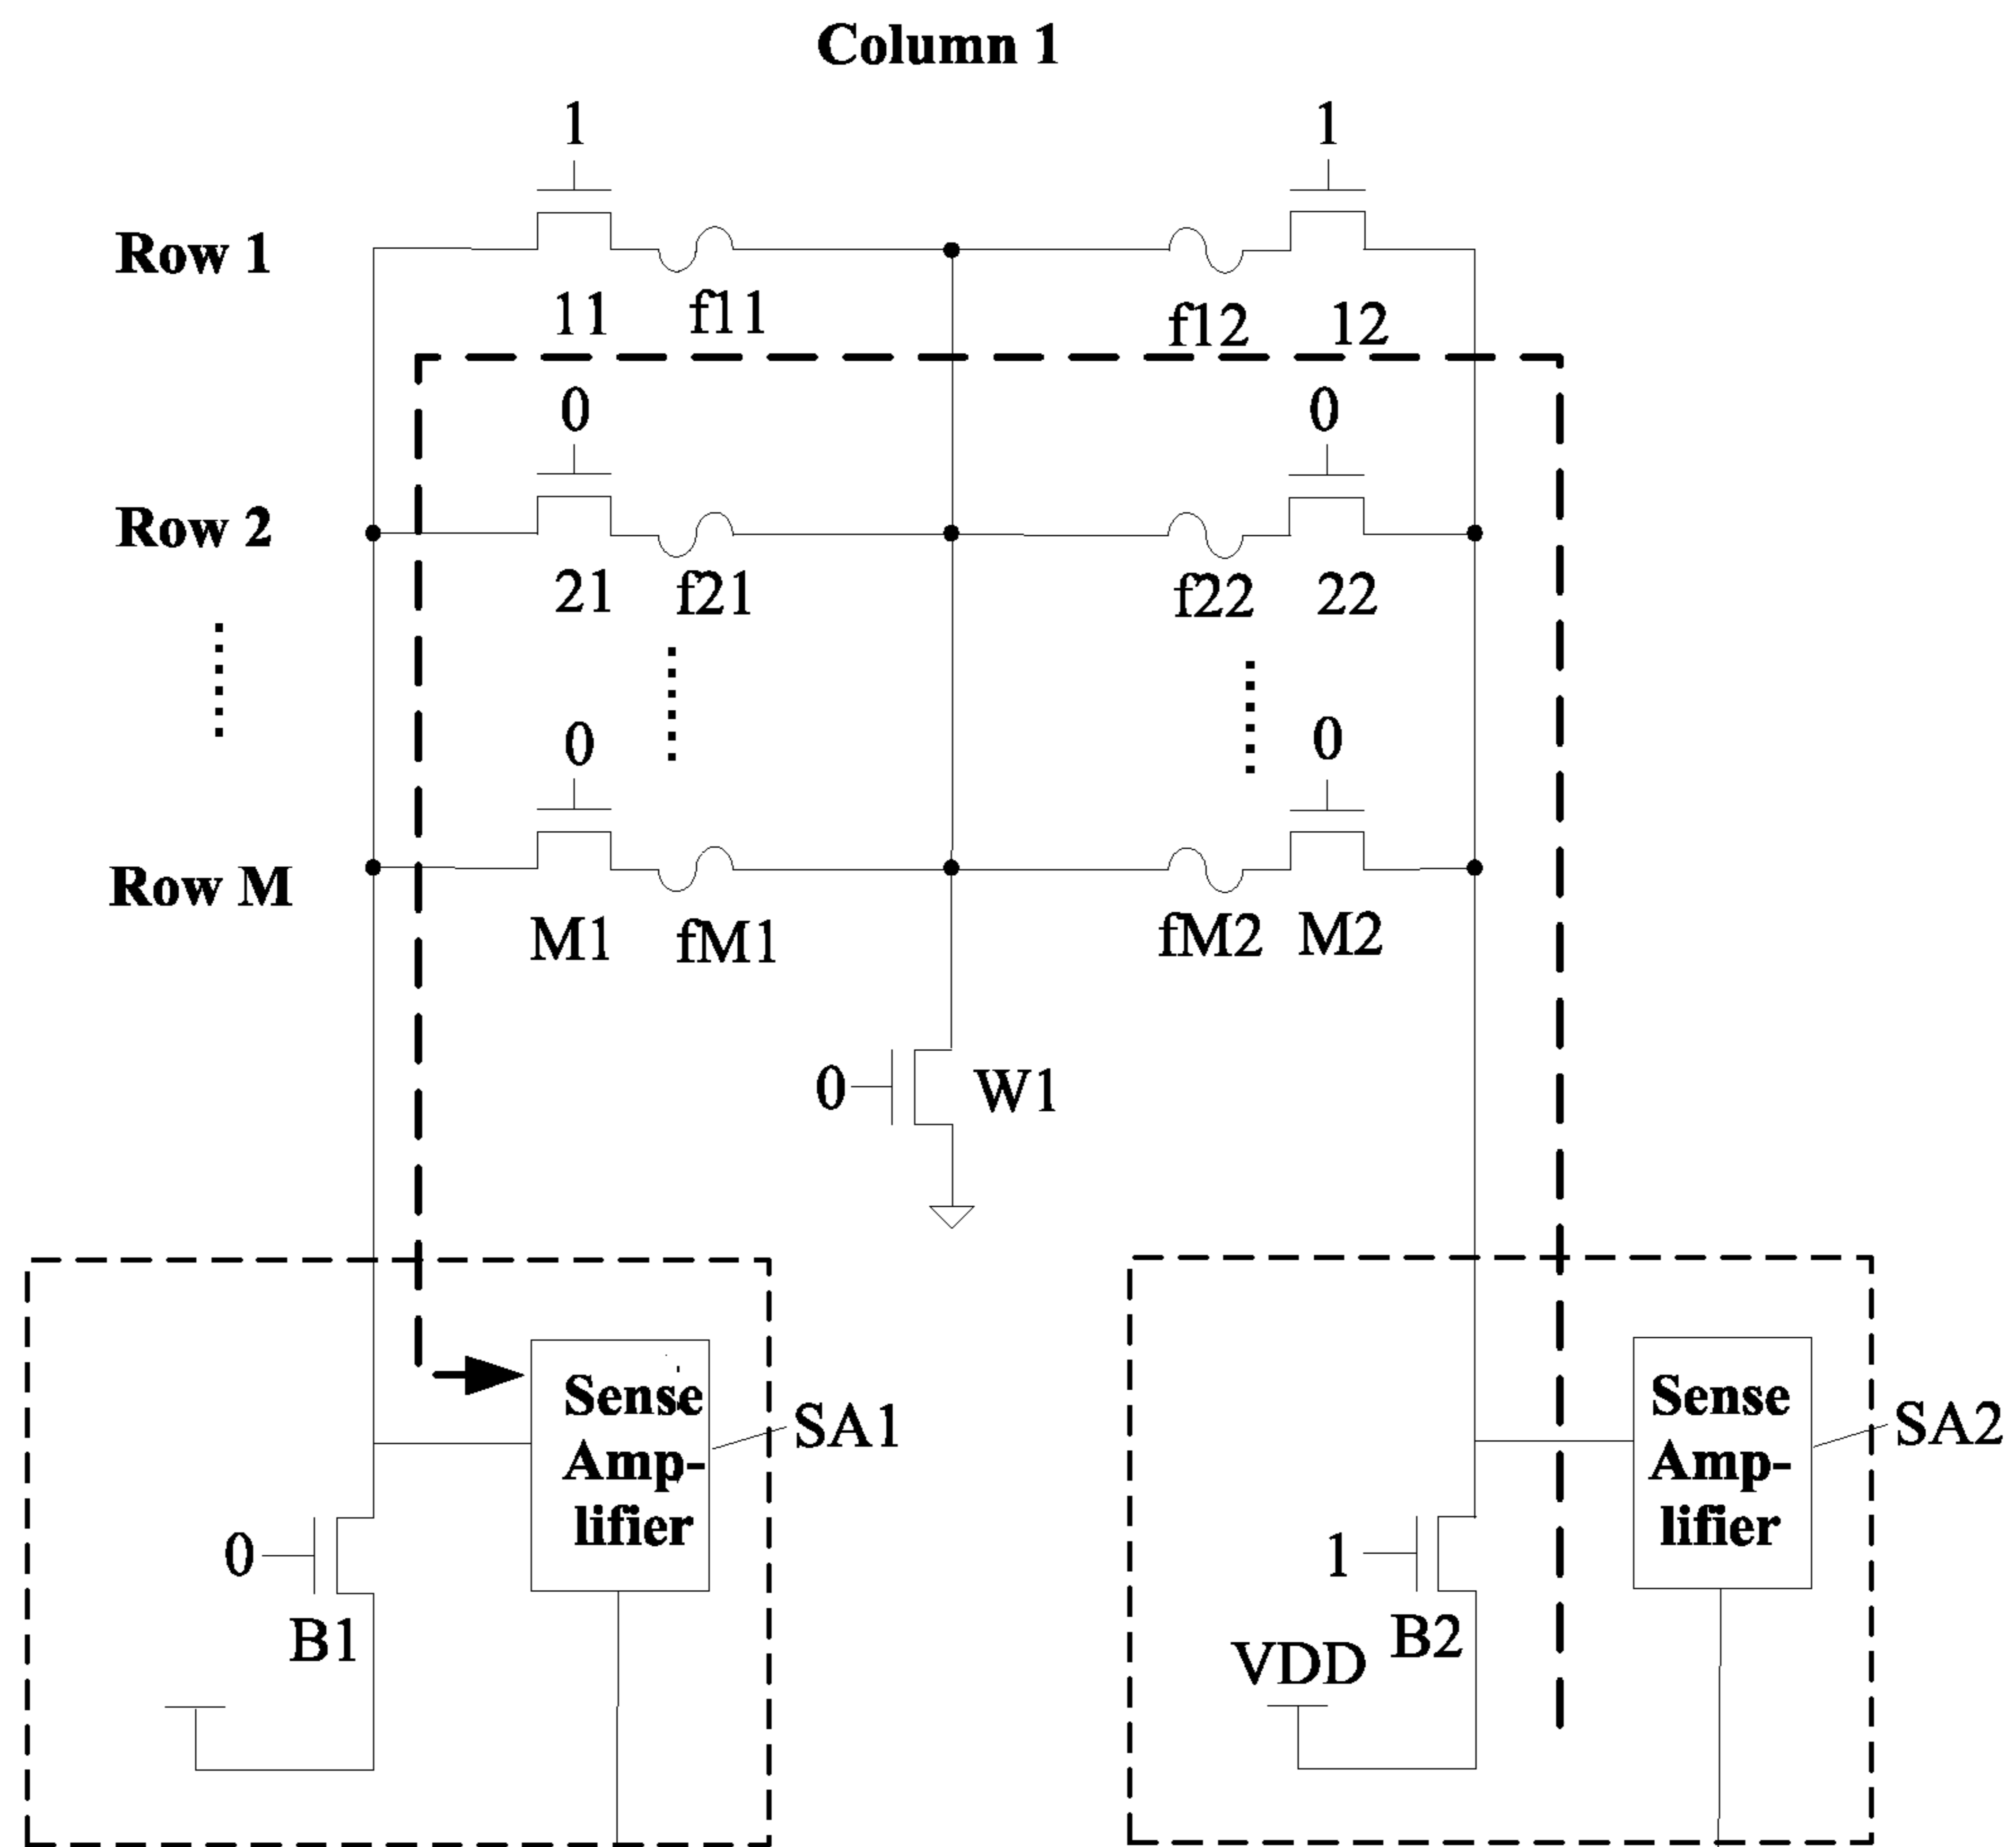 Column 1
1 1
Row 1
11 f11 f12 12
0 0
Row 2
21 f21 f22 22
0 0
Row M
M1 fM1 fM2 M2
0 W1
Sense
Amp-
lifier
SA1
Sense
Amp-
lifier
SA2
0
B1
1
B2
VDD